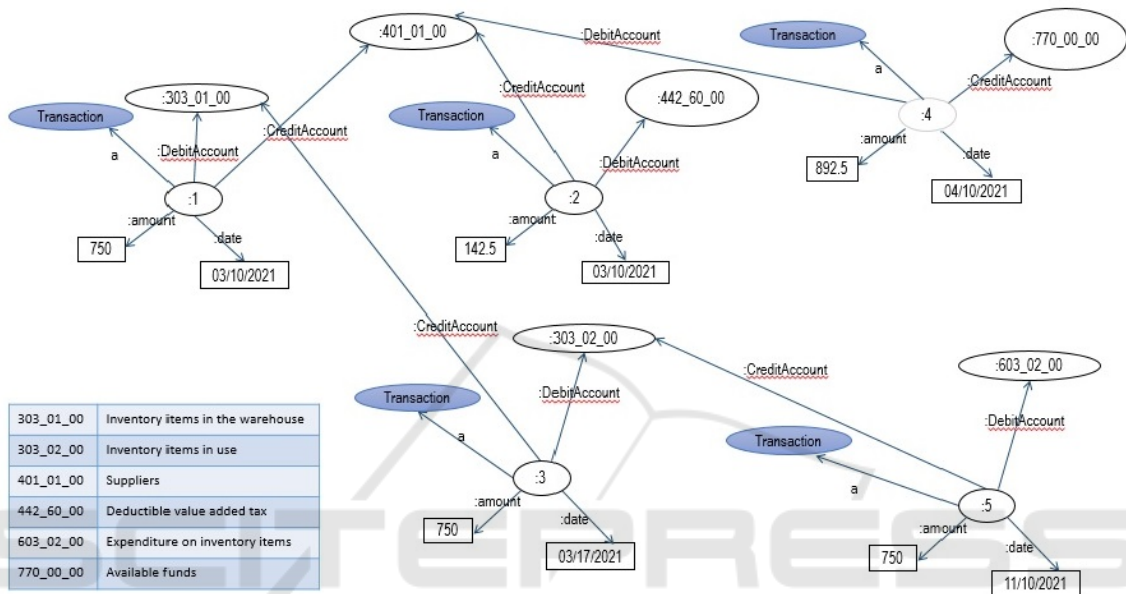 :401_01_00
:DebitAccount
Transaction
:770_00_00
a
:CreditAccount
:4
:amount
:date
892.5
04/10/2021
:303_01_00
Transaction
a
:DebitAccount
:CreditAccount
:1
:amount
:date
750
03/10/2021
:CreditAccount
:442_60_00
Transaction
a
:DebitAccount
:2
:amount
:date
142.5
03/10/2021
:CreditAccount
:303_02_00
:DebitAccount
Transaction
a
:3
:amount
:date
750
03/17/2021
:CreditAccount
:603_02_00
:DebitAccount
Transaction
a
:5
:amount
:date
750
11/10/2021
303_01_00 Inventory items in the warehouse
303_02_00 Inventory items in use
401_01_00 Suppliers
442_60_00 Deductible value added tax
603_02_00 Expenditure on inventory items
770_00_00 Available funds
SCITEPRESS